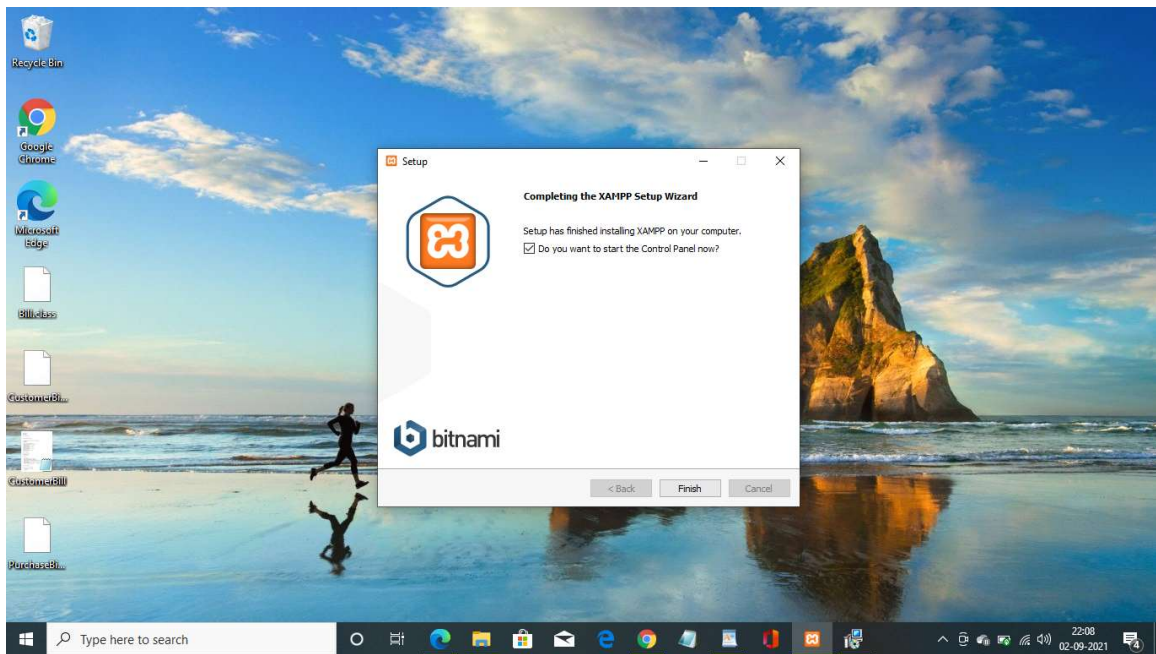 Recycle Bin
Google
Chrome
Microsoft
Edge
Bill.class
CustomerBi...
CustomerBill
PurchaseBi...
Setup
Completing the XAMPP Setup Wizard
Setup has finished installing XAMPP on your computer.
Do you want to start the Control Panel now?
bitnami
< Back
Finish
Cancel
Type here to search
22:08
02-09-2021
4